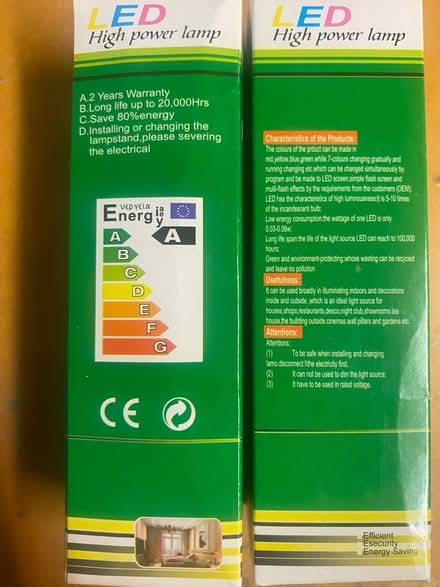 LED
High power lamp
A.2 Years Warranty
B.Long life up to 20,000Hrs
C.Save 80%energy
D.Installing or changing the
lampstand,please severing
the electrical
Energ
A
A
B
C
D
E
F
G
CE
LED
High power lamp
Characteristics of the Products
The colours of the prduct can be made in
red,yellow,blue,green,white.7-colours changing gradually and
running changing etc.which can be changed simultaneously by
program and be made to LED screen,simple flash screen and
multi-flash effects by the requirements from the customers (OEM).
LED has the characteristics of high luminousness:It is 5-10 times
of the incandescent bulb;
Low energy consumption:the wattage of one LED is only
0.03-0.06w:
Long life span.the life of the light source LED can reach to 100,000
hours:
Green and environment-protecting:whose wasting can be recycled
and leave no pollution
Usefulness:
It can be used broadly in illuminating indoors and decorations
inside and outside ,which is an ideal light source for
houses,shops,restaurants,desco,night club,showrooms tea
house,the building outside,cinemas,wall pillars and gardens etc.
Attentions:
Attentions:
(1) To be safe when installing and changing
lamo,disconnect1the electricity first,
(2) It can not be used to dim the light source;
(3) It have to be used in rated voltage.
Efficient
Esecurity
Energy Saving